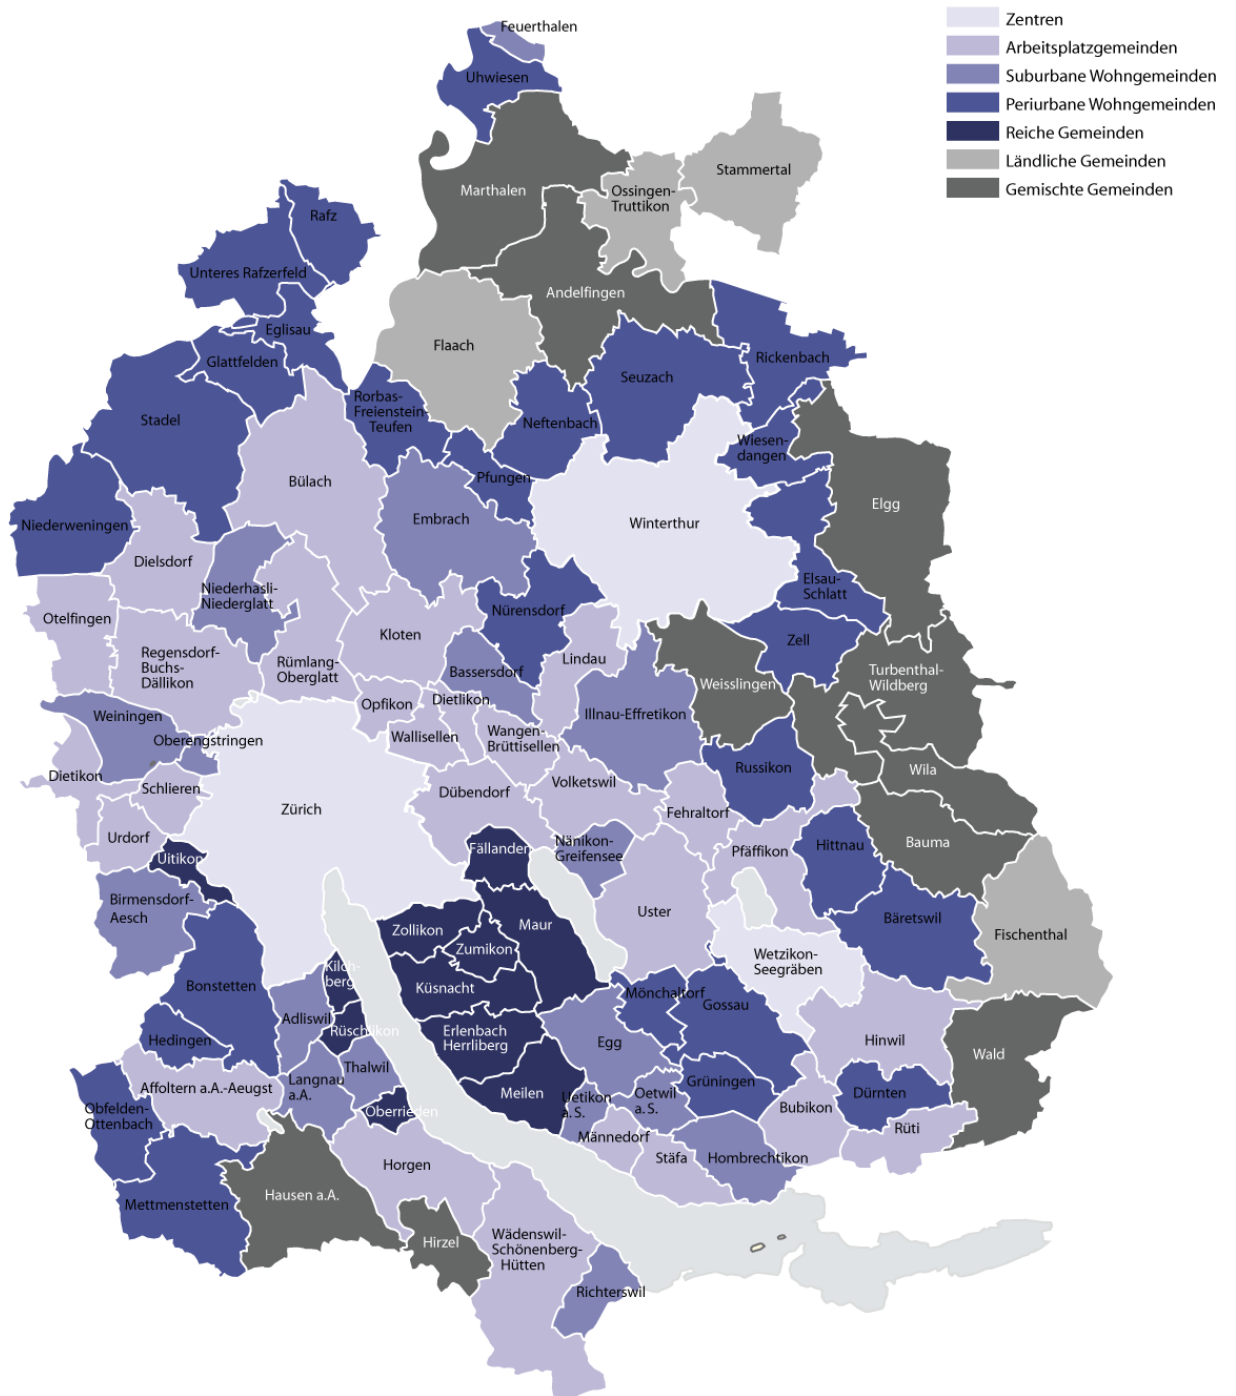 Zentren
Arbeitsplatzgemeinden
Suburbane Wohngemeinden
Periurbane Wohngemeinden
Reiche Gemeinden
Ländliche Gemeinden
Gemischte Gemeinden
Feuerthalen
Uhwiesen
Marthalen
Ossingen-
Truttikon
Stammertal
Rafz
Unteres Rafzerfeld
Andelfingen
Eglisau
Flaach
Glattfelden
Rickenbach
Seuzach
Rorbas-
Freienstein-
Teufen
Stadel
Neftenbach
Wiesen-
dangen
Bülach
Pfungen
Elgg
Niederweningen
Embrach
Winterthur
Dielsdorf
Niederhasli-
Niederglatt
Elsau-
Schlatt
Nürensdorf
Otelfingen
Kloten
Zell
Regensdorf-
Buchs-
Dällikon
Rümlang-
Oberglatt
Bassersdorf
Lindau
Weisslingen
Turbenthal-
Wildberg
Opfikon
Dietlikon
Weiningen
Illnau-Effretikon
Wallisellen
Wangen-
Brüttisellen
Oberengstringen
Russikon
Wila
Dietikon
Schlieren
Dübendorf
Volketswil
Zürich
Fehraltorf
Urdorf
Uitikon
Fällanden
Nänikon-
Greifensee
Pfäffikon
Hittnau
Bauma
Birmensdorf-
Aesch
Uster
Bäretswil
Zollikon
Maur
Zumikon
Fischenthal
Wetzikon-
Seegräben
Kilch-
berg
Bonstetten
Küsnacht
Mönchaltorf
Gossau
Adliswil
Rüschlikon
Hedingen
Erlenbach
Herrliberg
Egg
Hinwil
Wald
Thalwil
Langnau
a.A.
Affoltern a.A.-Aeugst
Grüningen
Meilen
Uetikon
a. S.
Oetwil
a. S.
Dürnten
Obfelden-
Ottenbach
Oberrieden
Bubikon
Rüti
Männedorf
Stäfa
Hombrechtikon
Horgen
Hausen a.A.
Mettmenstetten
Hirzel
Wädenswil-
Schönenberg-
Hütten
Richterswil